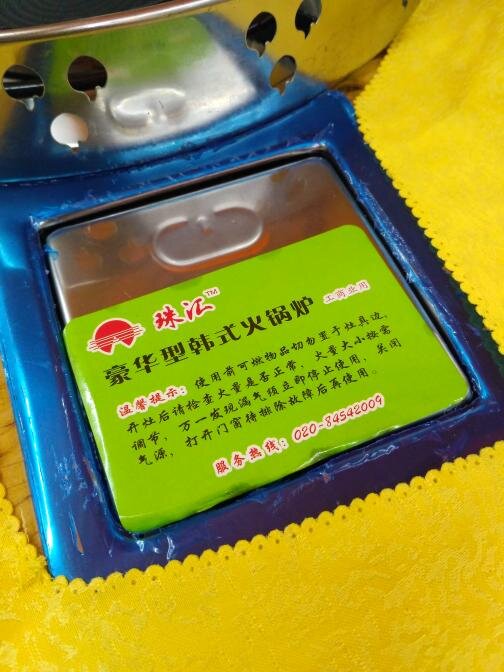 珠汇™
豪华型韩式火锅炉 工商业用
温馨提示：使用前可燃物品切勿置于灶具边，
开灶后请检查火量是否正常，火量大小按需
调节，万一发现漏气须立即停止使用，关闭
气源，打开门窗待排除故障后再使用。
服务热线：020-84542009